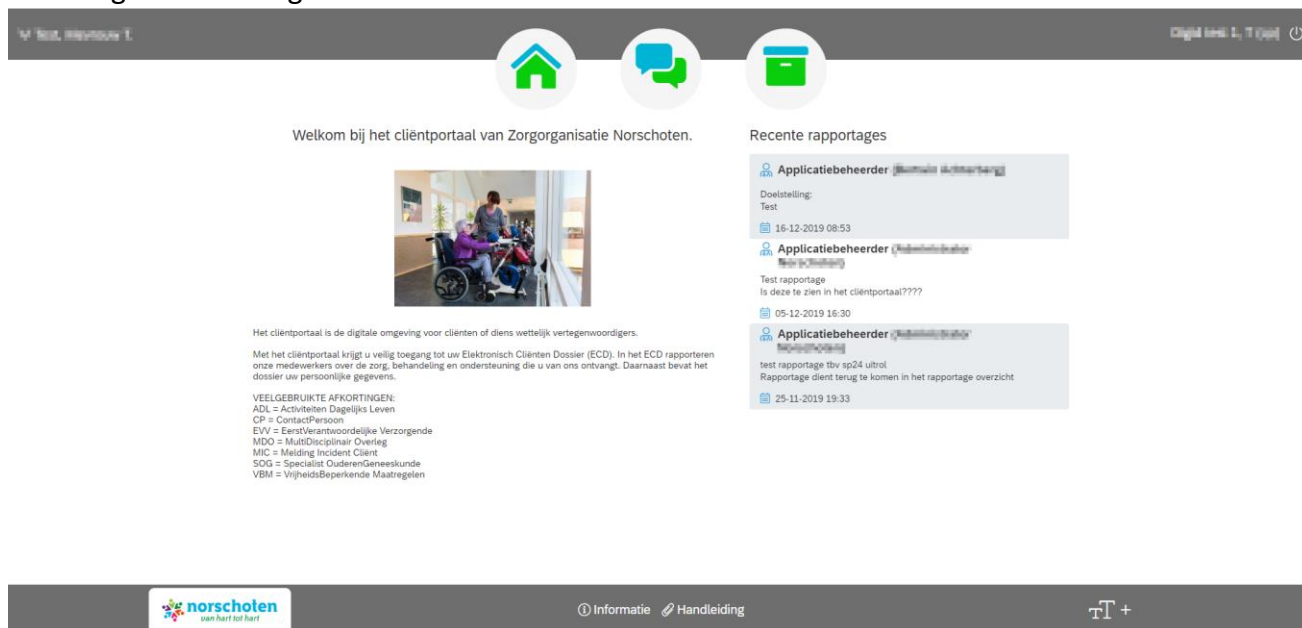 Welkom bij het cliëntportaal van Zorgorganisatie Norschoten.
Het cliëntportaal is de digitale omgeving voor cliënten of diens wettelijk vertegenwoordigers.
Met het cliëntportaal krijgt u veilig toegang tot uw Elektronisch Cliënten Dossier (ECD). In het ECD rapporteren
onze medewerkers over de zorg, behandeling en ondersteuning die u van ons ontvangt. Daarnaast bevat het
dossier uw persoonlijke gegevens.
VEELGEBRUIKTE AFKORTINGEN:
ADL = Activiteiten Dagelijks Leven
CP = ContactPersoon
EVV = EerstVerantwoordelijke Verzorgende
MDO = MultiDisciplinair Overleg
MIC = Melding Incident Cliënt
SOG = Specialist OuderenGeneeskunde
VBM = VrijheidsBeperkende Maatregelen
Recente rapportages
Applicatiebeheerder
Doelstelling:
Test
16-12-2019 08:53
Applicatiebeheerder
Test rapportage
Is deze te zien in het cliëntportaal????
05-12-2019 16:30
Applicatiebeheerder
test rapportage tbv sp24 uitrol
Rapportage dient terug te komen in het rapportage overzicht
25-11-2019 19:33
norschoten
van hart tot hart
Informatie Handleiding
TT +